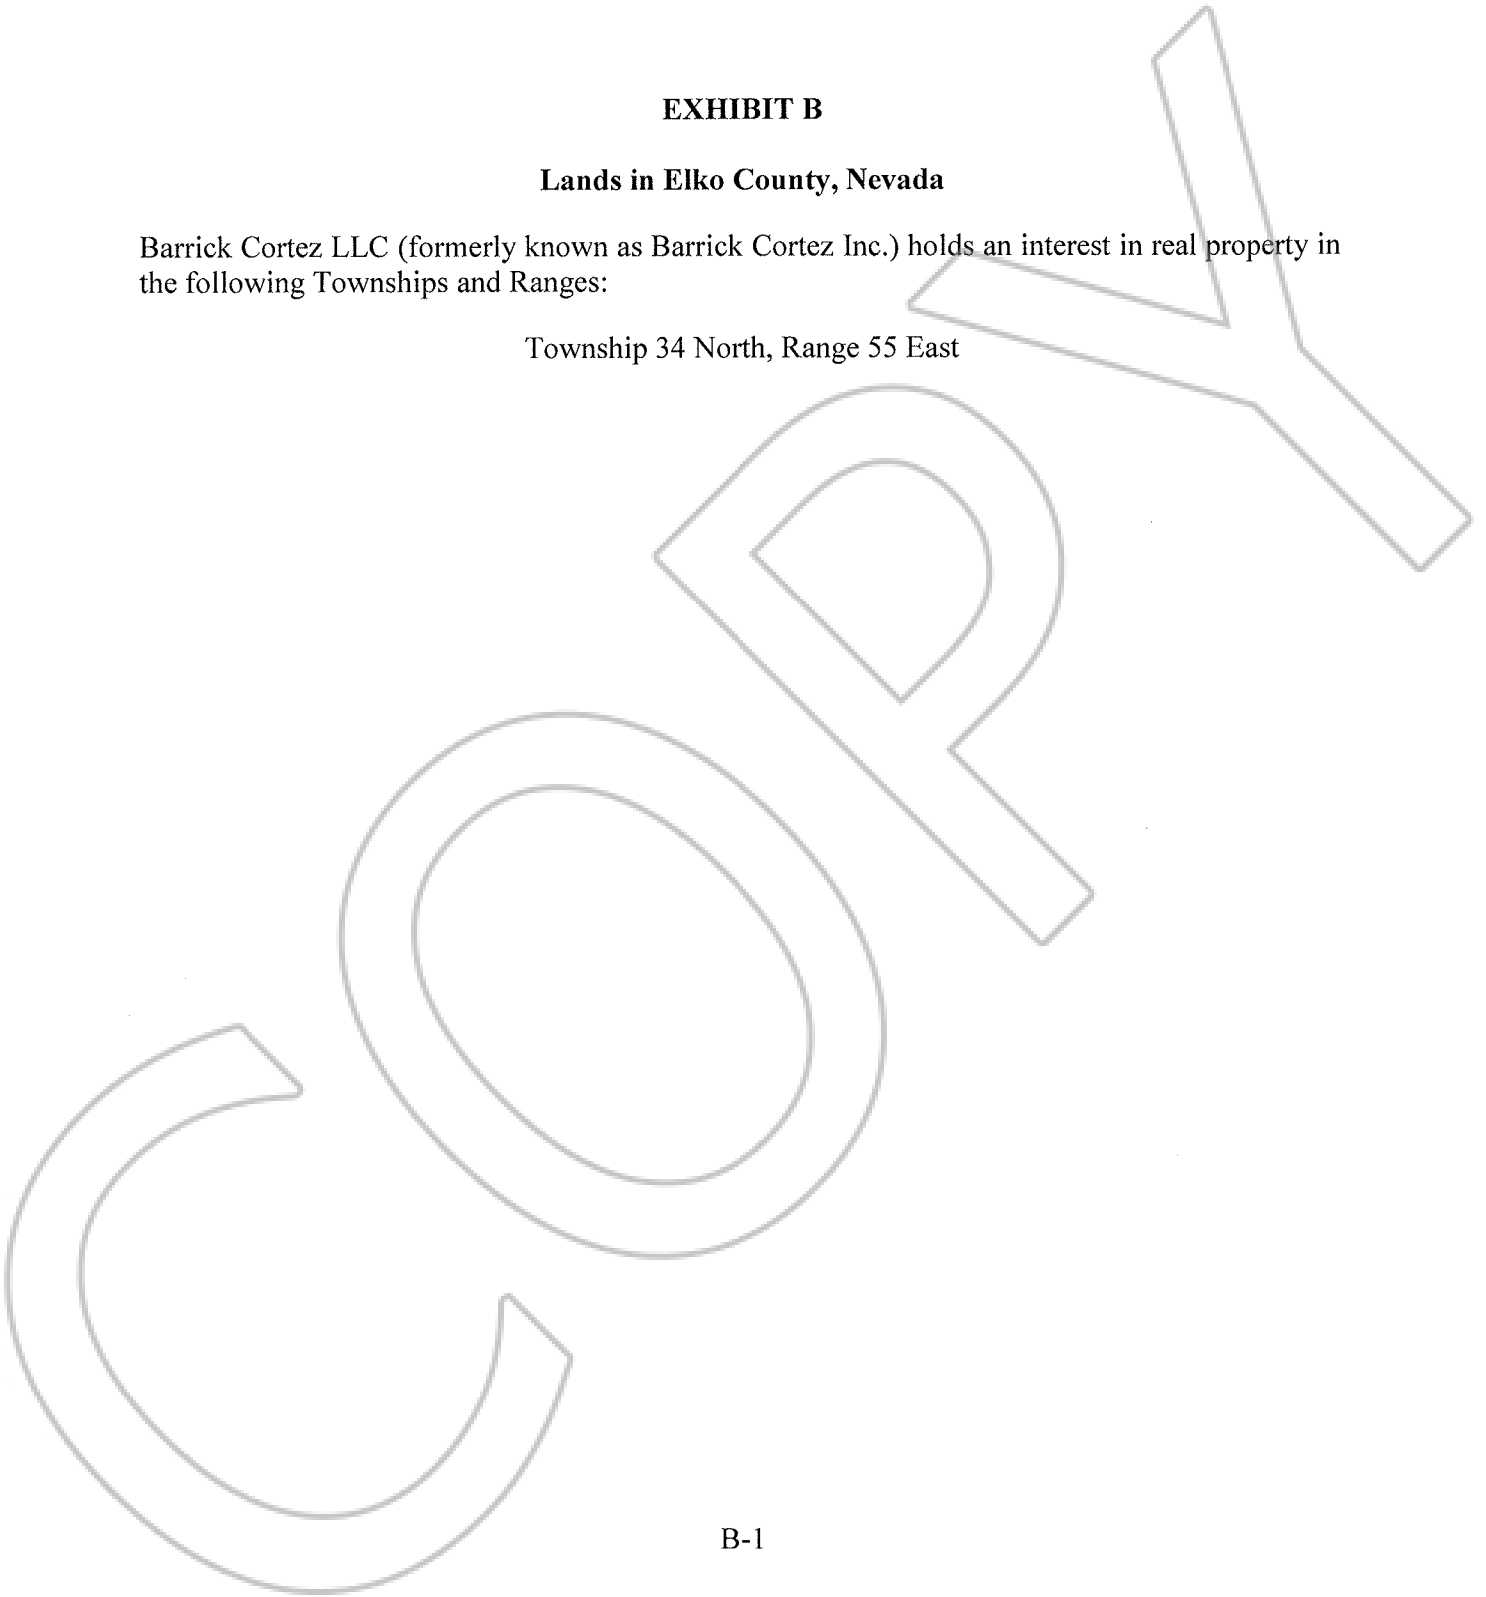 EXHIBIT B
Lands in Elko County, Nevada
Barrick Cortez LLC (formerly known as Barrick Cortez Inc.) holds an interest in real property in
the following Townships and Ranges:
Township 34 North, Range 55 East
COPY
B-1